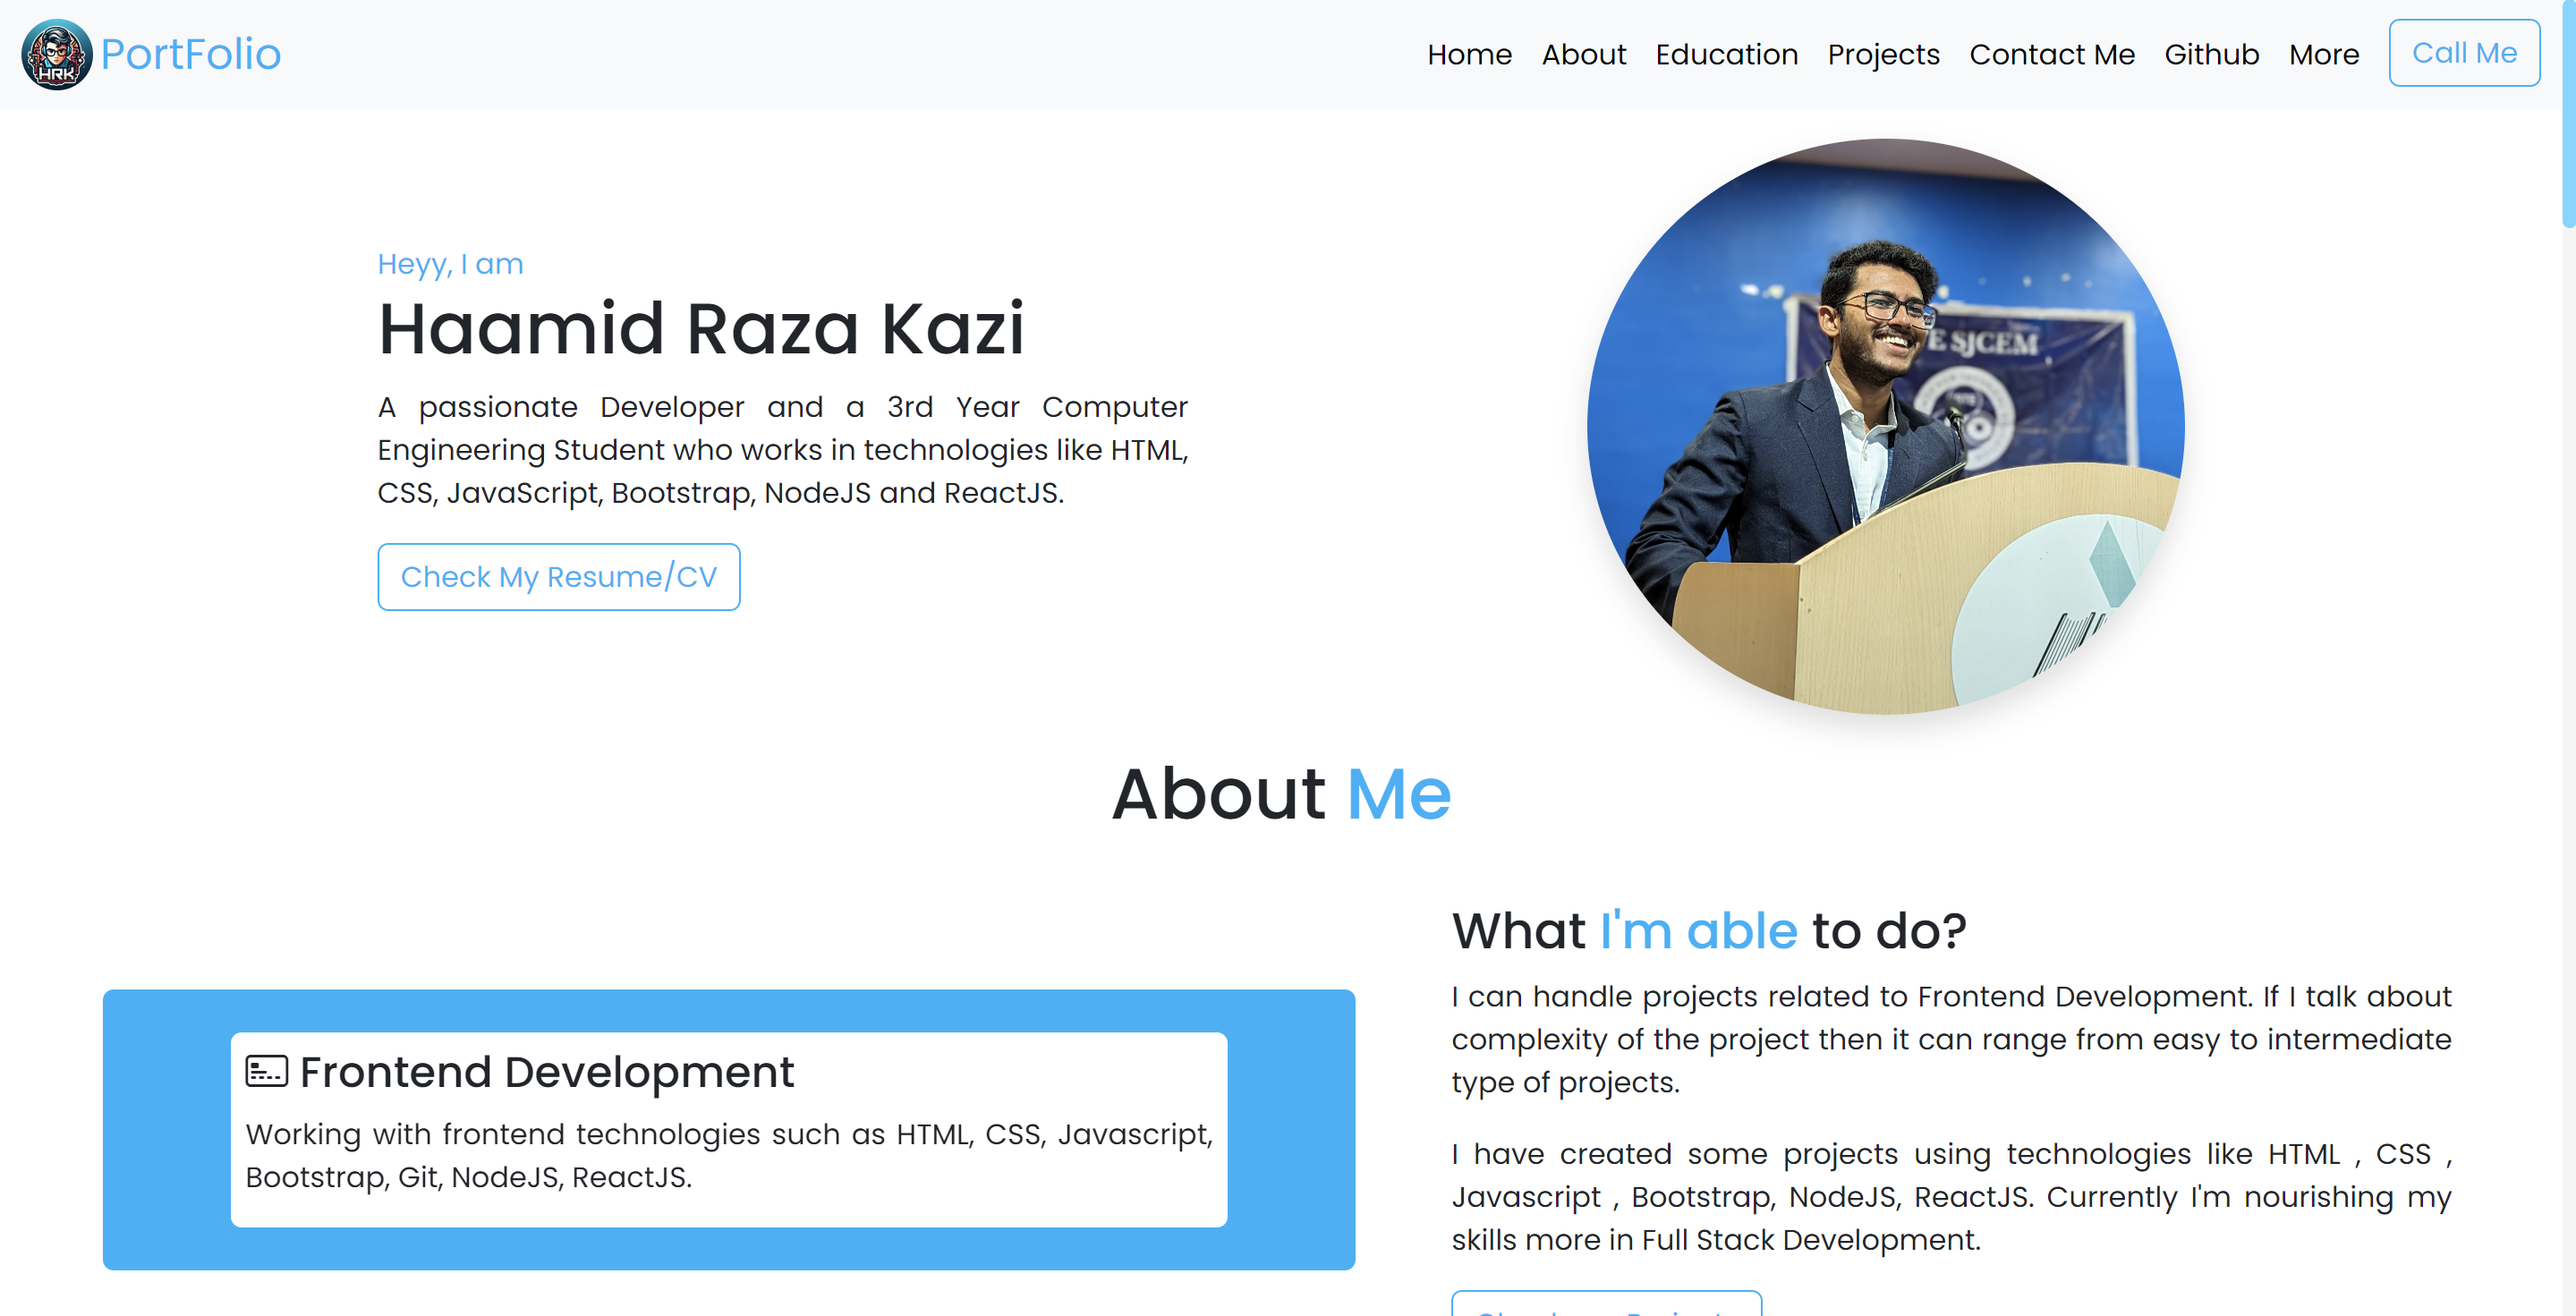 HRK
PortFolio
Home
About
Education
Projects
Contact Me
Github
More
Call Me
Heyy, I am
Haamid Raza Kazi
A passionate Developer and a 3rd Year Computer
Engineering Student who works in technologies like HTML,
CSS, JavaScript, Bootstrap, NodeJS and ReactJS.
Check My Resume/CV
E SJCEM
About Me
Frontend Development
Working with frontend technologies such as HTML, CSS, Javascript,
Bootstrap, Git, NodeJS, ReactJS.
What I'm able to do?
I can handle projects related to Frontend Development. If I talk about
complexity of the project then it can range from easy to intermediate
type of projects.
I have created some projects using technologies like HTML , CSS ,
Javascript , Bootstrap, NodeJS, ReactJS. Currently I'm nourishing my
skills more in Full Stack Development.